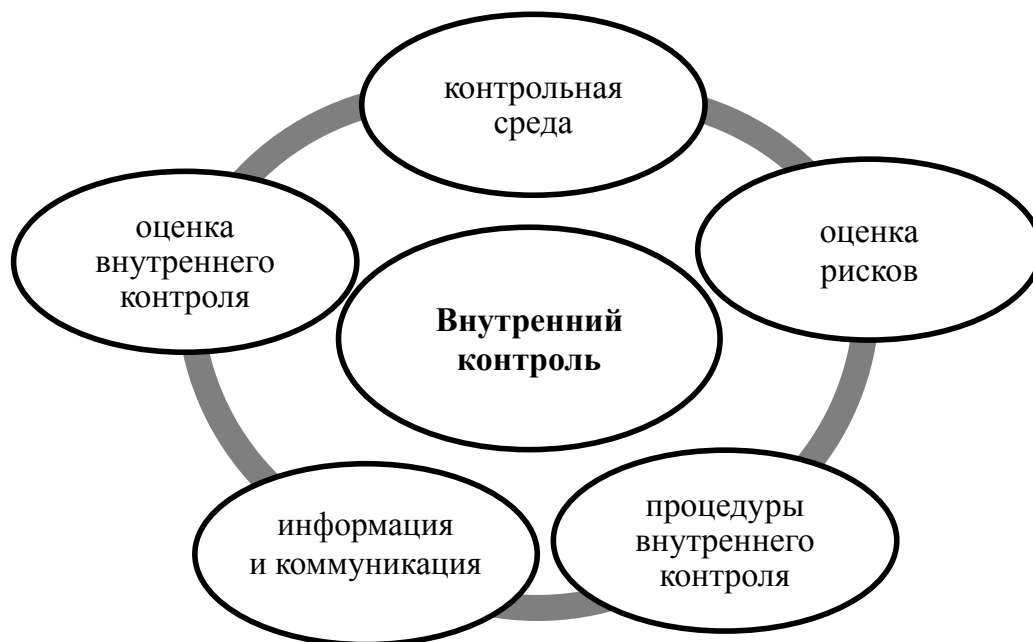 контрольная
среда
оценка
рисков
оценка
внутреннего
контроля
Внутренний
контроль
процедуры
внутреннего
контроля
информация
и коммуникация